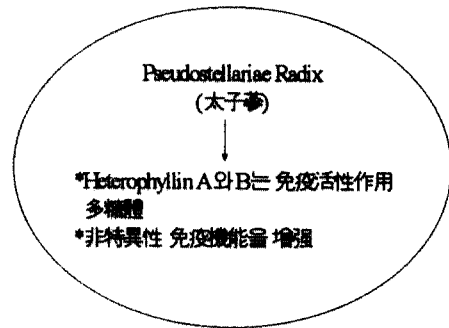 Pseudostellariae Radix
(太子蔘)
*Heterophyllin A와 B는 免疫活性作用
多糖體
*非特異性 免疫機能을 增强